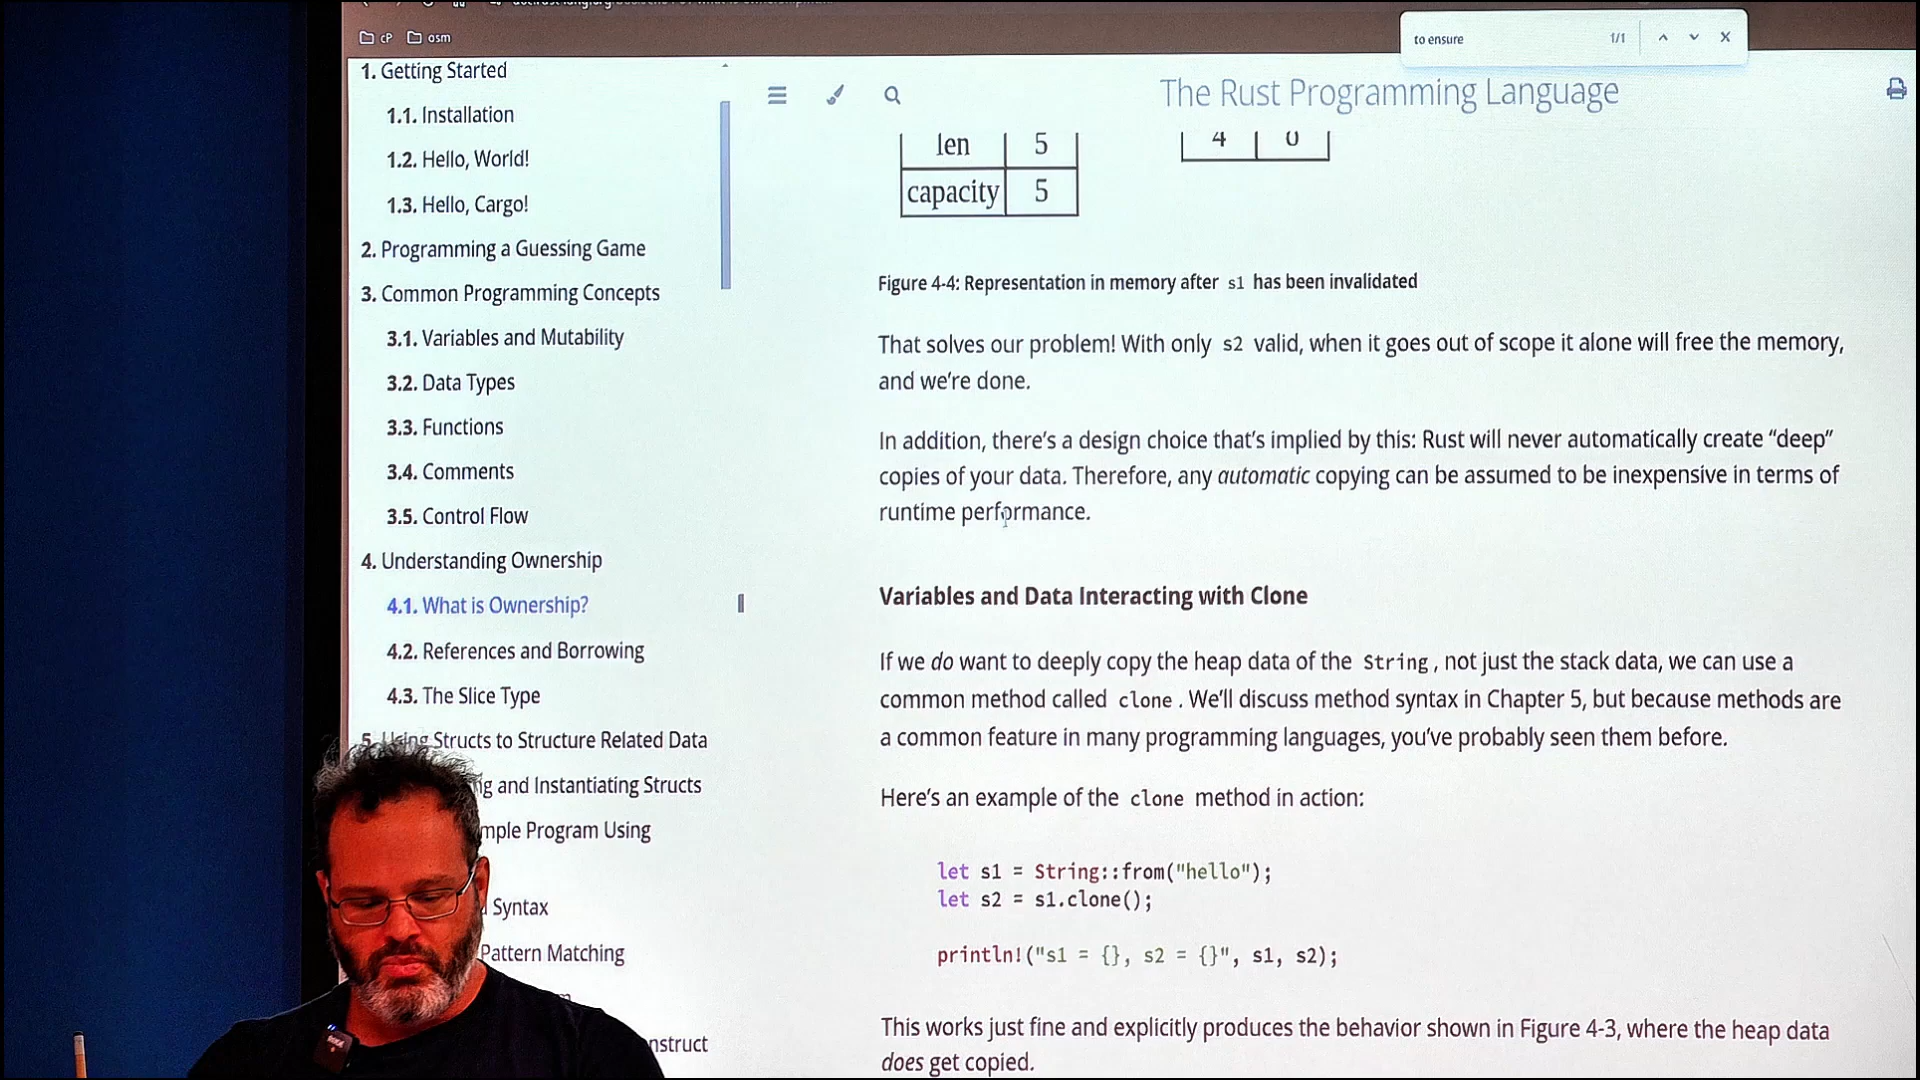 cP
asm
to ensure
1/1
1. Getting Started
1.1. Installation
1.2. Hello, World!
1.3. Hello, Cargo!
2. Programming a Guessing Game
3. Common Programming Concepts
3.1. Variables and Mutability
3.2. Data Types
3.3. Functions
3.4. Comments
3.5. Control Flow
4. Understanding Ownership
4.1. What is Ownership?
4.2. References and Borrowing
4.3. The Slice Type
5. Using Structs to Structure Related Data
and Instantiating Structs
Program Using
Syntax
Pattern Matching
The Rust Programming Language
len 5
capacity 5
4 0
Figure 4-4: Representation in memory after s1 has been invalidated
That solves our problem! With only s2 valid, when it goes out of scope it alone will free the memory,
and we’re done.
In addition, there’s a design choice that’s implied by this: Rust will never automatically create “deep”
copies of your data. Therefore, any automatic copying can be assumed to be inexpensive in terms of
runtime performance.
Variables and Data Interacting with Clone
If we do want to deeply copy the heap data of the String, not just the stack data, we can use a
common method called clone. We’ll discuss method syntax in Chapter 5, but because methods are
a common feature in many programming languages, you’ve probably seen them before.
Here’s an example of the clone method in action:
let s1 = String::from("hello");
let s2 = s1.clone();
println!("s1 = {}, s2 = {}", s1, s2);
This works just fine and explicitly produces the behavior shown in Figure 4-3, where the heap data
does get copied.